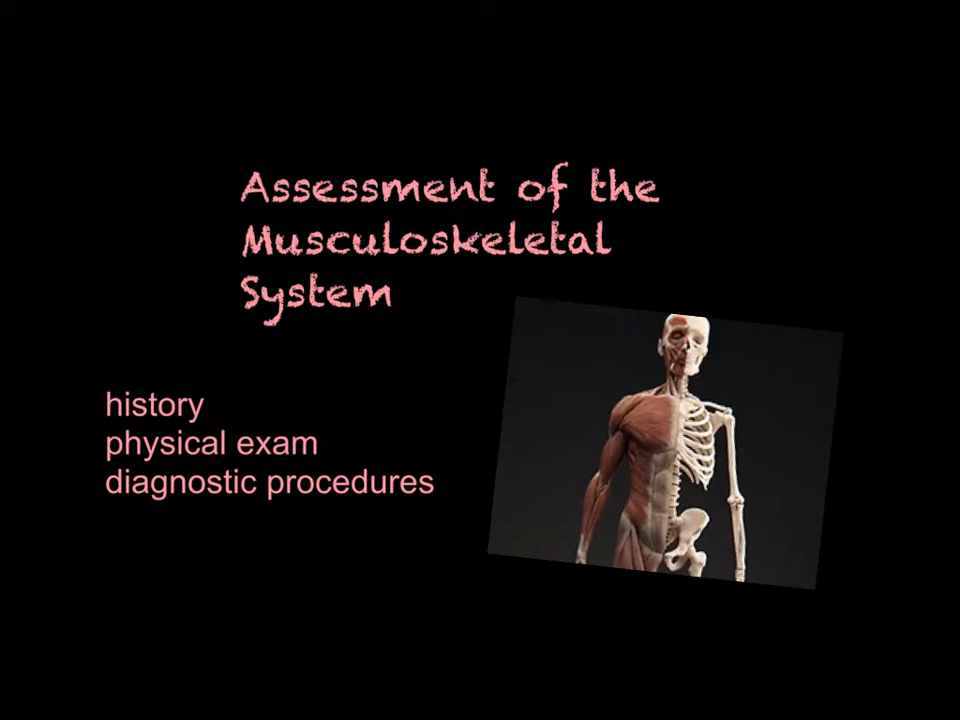 Assessment of the
Musculoskeletal
System
history
physical exam
diagnostic procedures